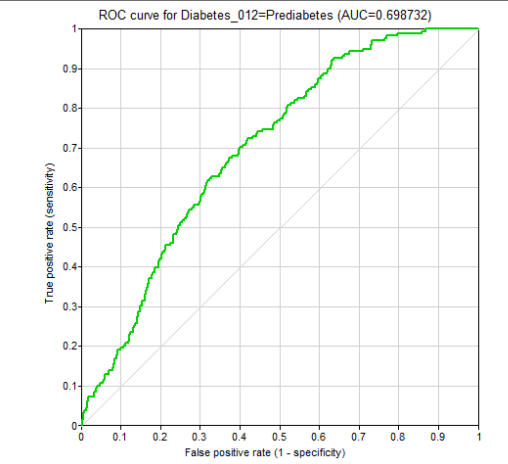 ROC curve for Diabetes_012=Prediabetes (AUC=0.698732)
1
0.9
0.8
0.7
0.6
0.5
0.4
0.3
0.2
0.1
0
True positive rate (sensitivity)
0 0.1 0.2 0.3 0.4 0.5 0.6 0.7 0.8 0.9 1
False positive rate (1 - specificity)